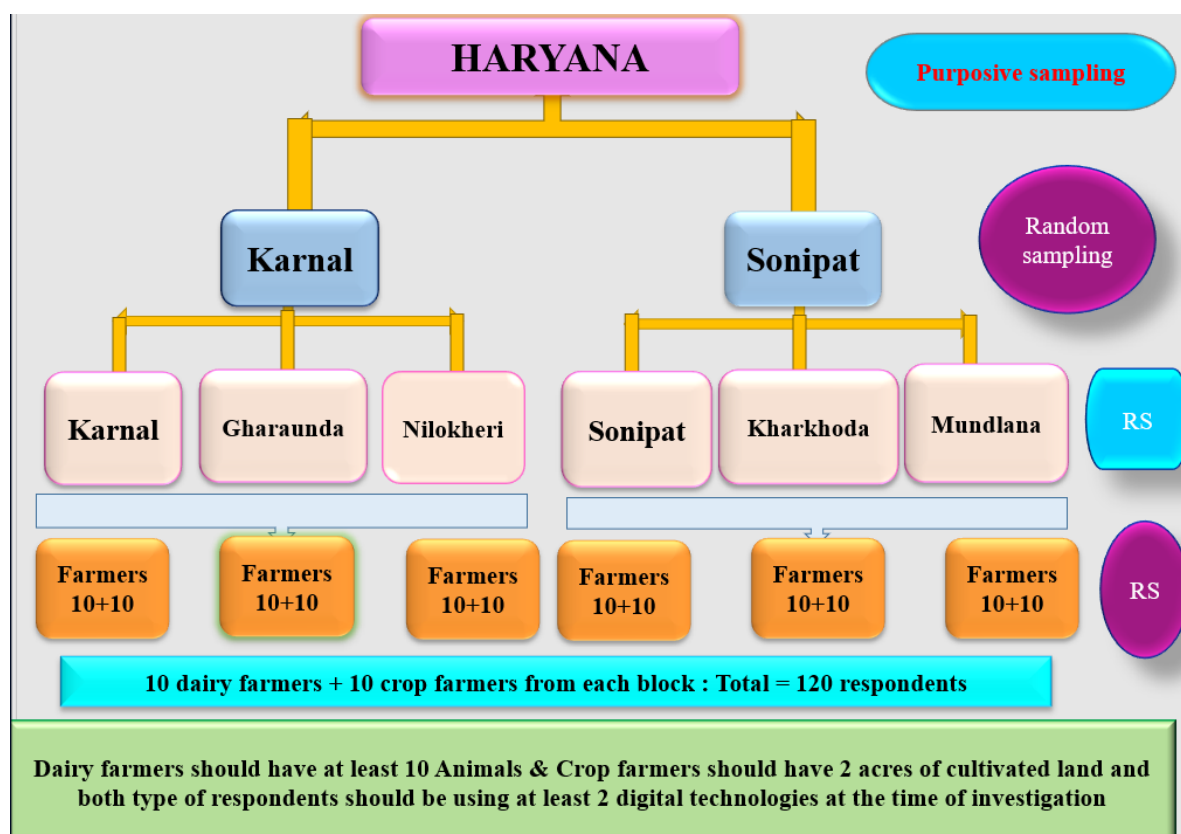 HARYANA
Purposive sampling
Karnal
Sonipat
Random
sampling
Karnal
Gharaunda
Nilokheri
Sonipat
Kharkhoda
Mundlana
RS
Farmers
10+10
Farmers
10+10
Farmers
10+10
Farmers
10+10
Farmers
10+10
Farmers
10+10
RS
10 dairy farmers + 10 crop farmers from each block : Total = 120 respondents
Dairy farmers should have at least 10 Animals & Crop farmers should have 2 acres of cultivated land and
both type of respondents should be using at least 2 digital technologies at the time of investigation